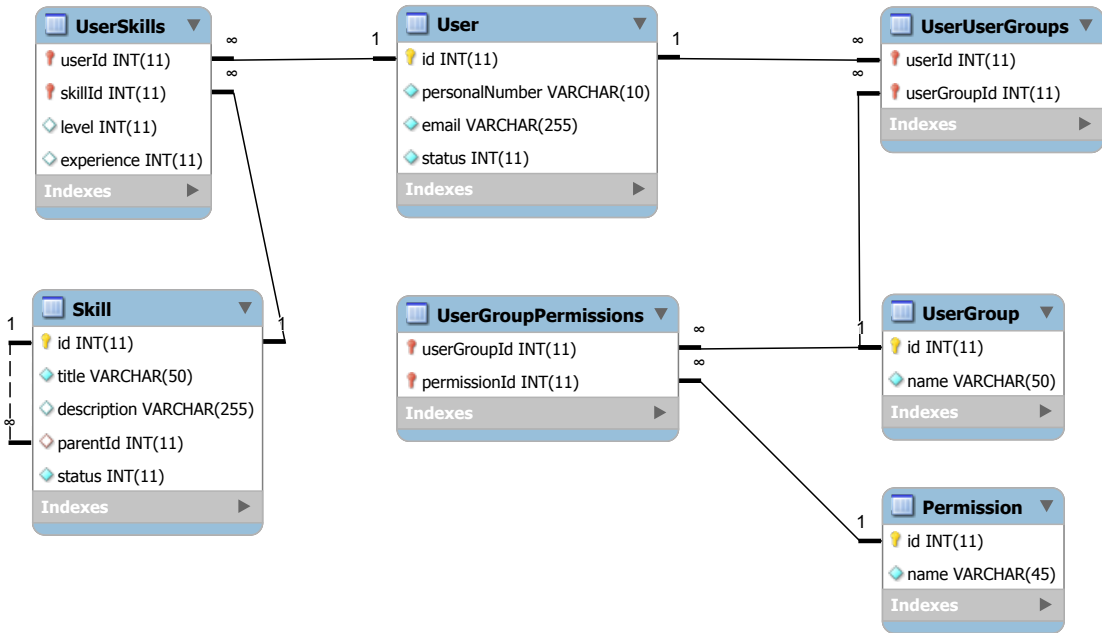 UserSkills
userId INT(11)
skillId INT(11)
level INT(11)
experience INT(11)
Indexes
∞
∞
1
User
id INT(11)
personalNumber VARCHAR(10)
email VARCHAR(255)
status INT(11)
Indexes
1
∞
∞
UserUserGroups
userId INT(11)
userGroupId INT(11)
Indexes
Skill
id INT(11)
title VARCHAR(50)
description VARCHAR(255)
parentId INT(11)
status INT(11)
Indexes
1
∞
1
UserGroupPermissions
userGroupId INT(11)
permissionId INT(11)
Indexes
∞
∞
1
UserGroup
id INT(11)
name VARCHAR(50)
Indexes
1
Permission
id INT(11)
name VARCHAR(45)
Indexes